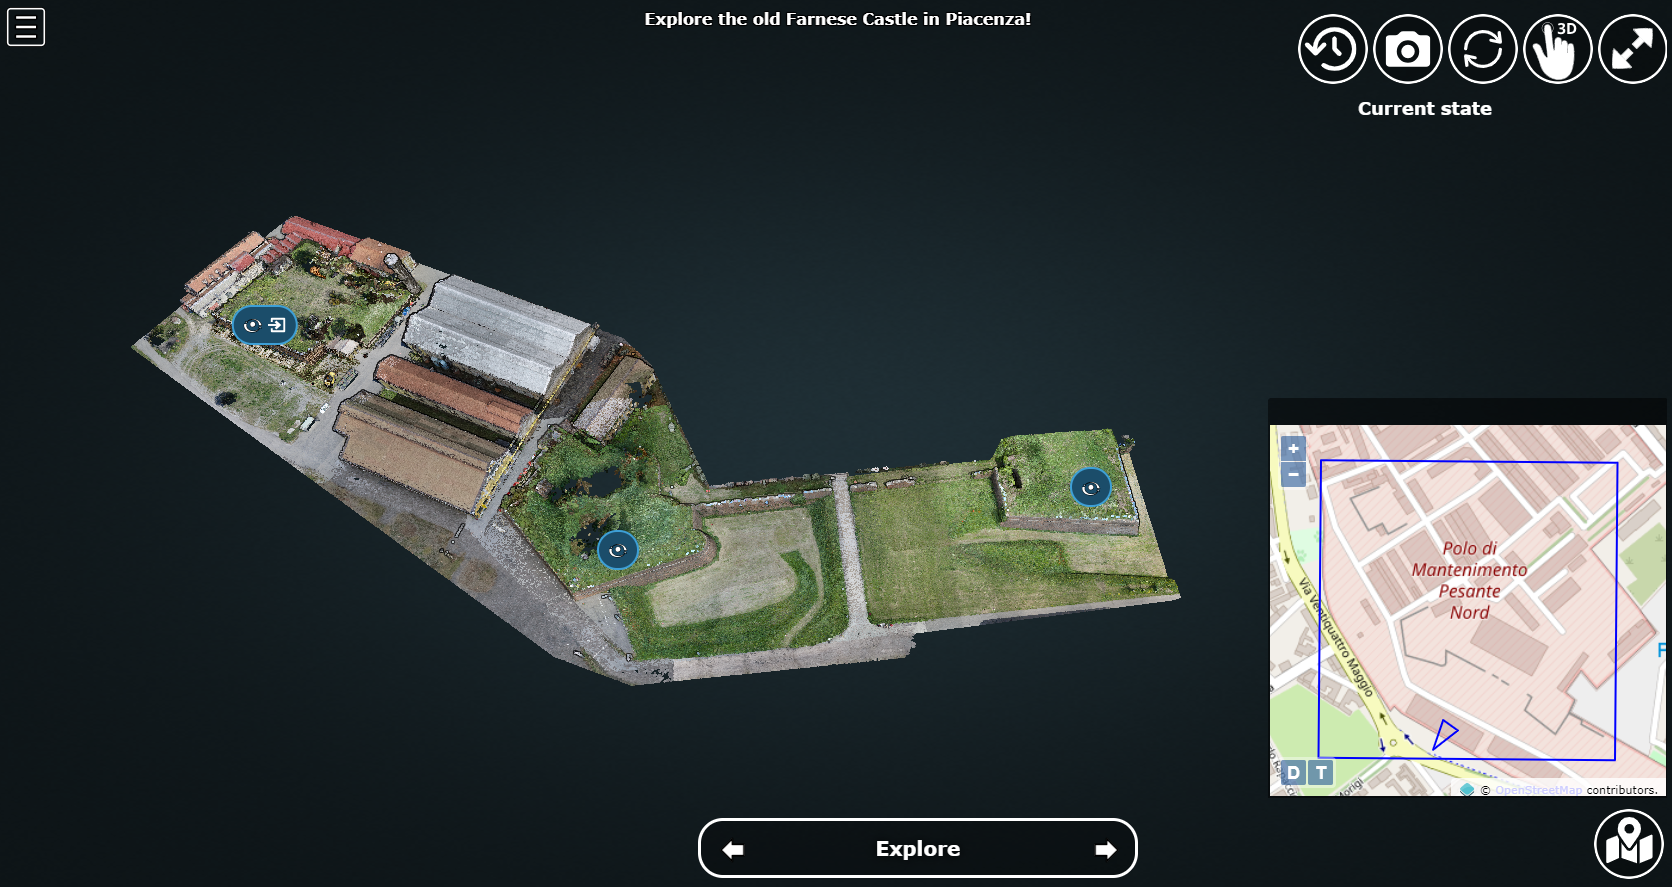 Explore the old Farnese Castle in Piacenza!
3D
Current state
+
−
Polo di
Mantenimento
Pesante
Nord
Via Ventiquattro Maggio
P
D T
© OpenStreetMap contributors.
Explore